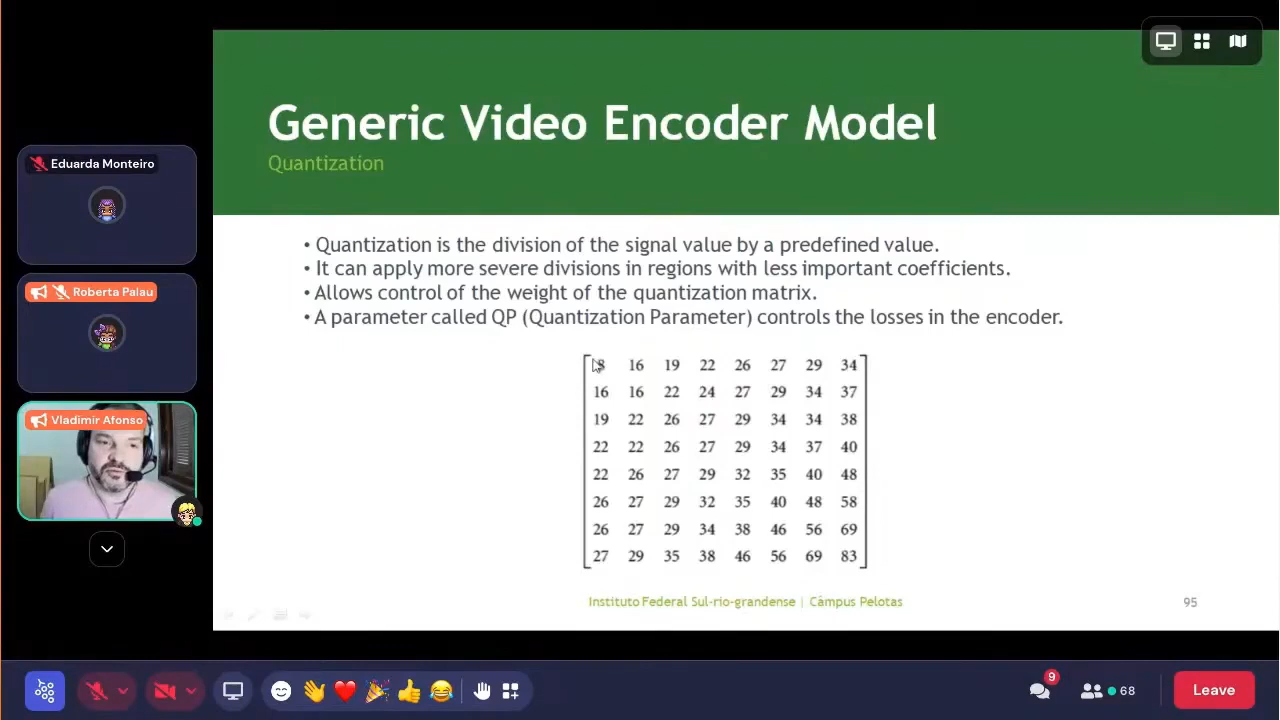 Generic Video Encoder Model
Quantization
Eduarda Monteiro
Roberta Palau
Vladimir Afonso
• Quantization is the division of the signal value by a predefined value.
• It can apply more severe divisions in regions with less important coefficients.
• Allows control of the weight of the quantization matrix.
• A parameter called QP (Quantization Parameter) controls the losses in the encoder.
16 19 22 26 27 29 34
16 16 22 24 27 29 34 37
19 22 26 27 29 34 34 38
22 22 26 27 29 34 37 40
22 26 27 29 32 35 40 48
26 27 29 32 35 40 48 58
26 27 29 34 38 46 56 69
27 29 35 38 46 56 69 83
Instituto Federal Sul-rio-grandense | Câmpus Pelotas
95
9
68
Leave